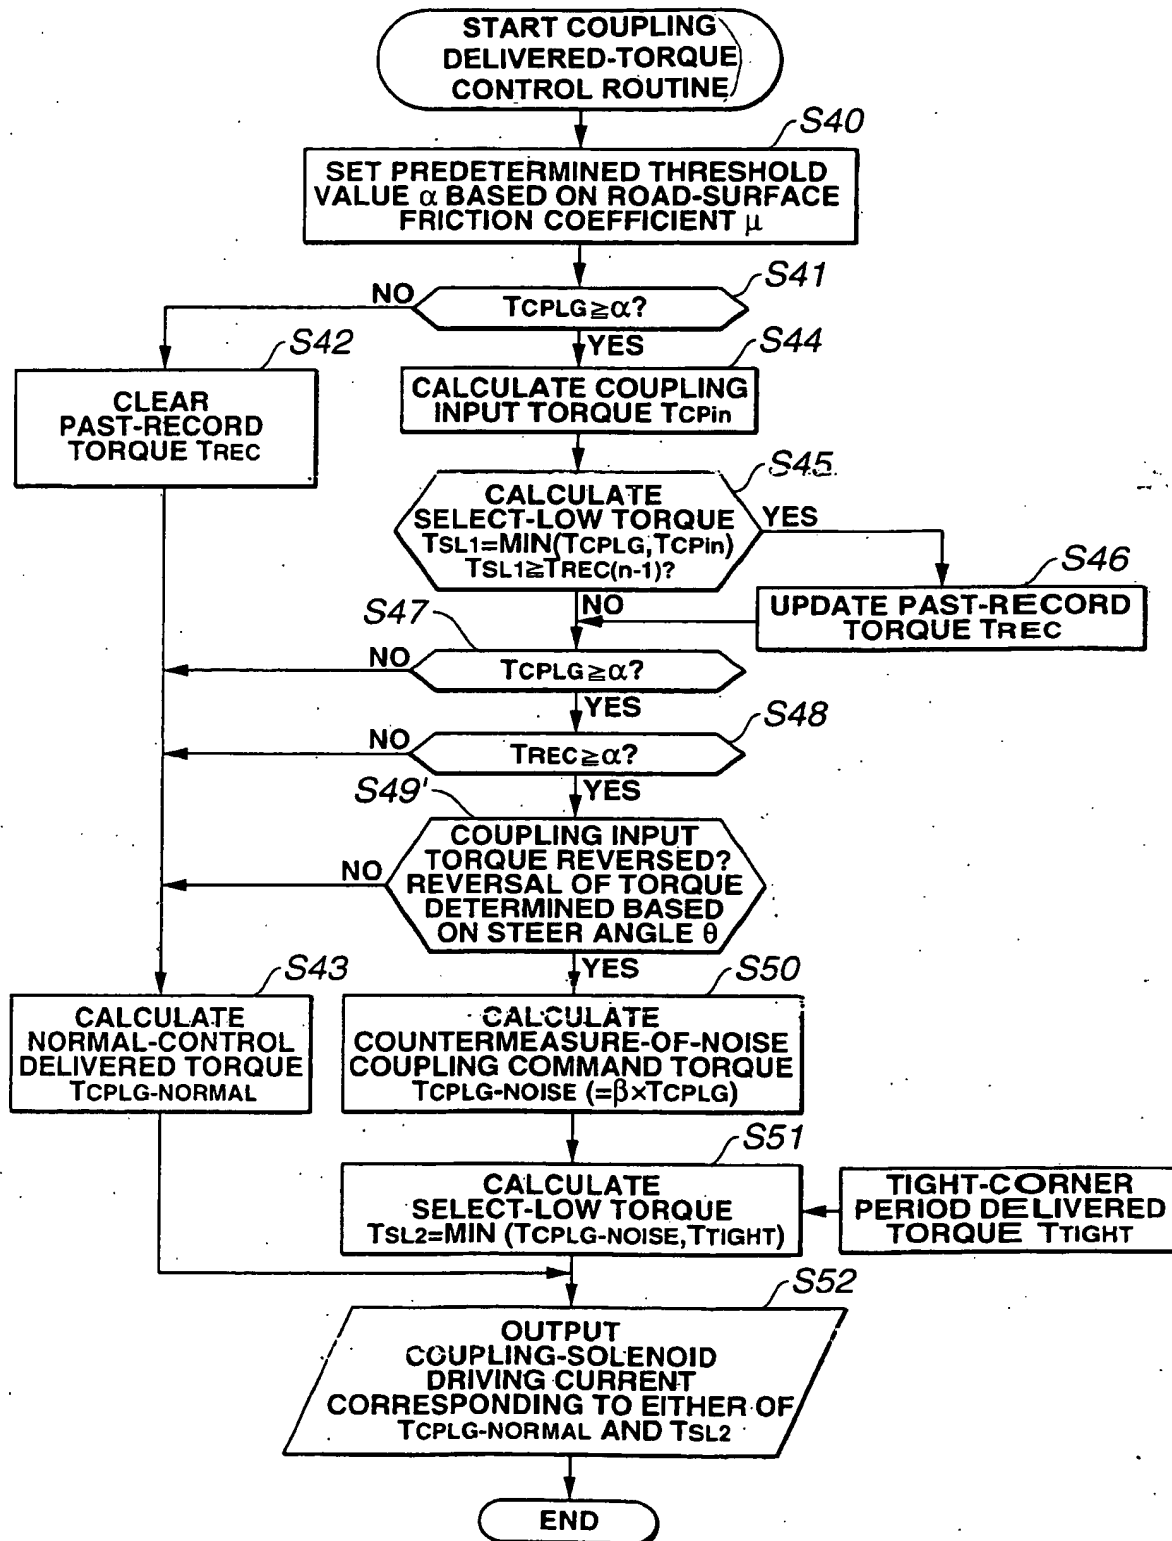 START COUPLING
DELIVERED-TORQUE
CONTROL ROUTINE
S40
SET PREDETERMINED THRESHOLD
VALUE α BASED ON ROAD-SURFACE
FRICTION COEFFICIENT μ
S41
NO
TCPLG≧α?
YES
S42
CLEAR
PAST-RECORD
TORQUE TREC
S44
CALCULATE COUPLING
INPUT TORQUE TCPin
S45
CALCULATE
SELECT-LOW TORQUE
TSL1=MIN(TCPLG,TCPin)
TSL1≧TREC(n-1)?
YES
NO
S46
UPDATE PAST-RECORD
TORQUE TREC
S47
NO
TCPLG≧α?
YES
S48
NO
TREC≧α?
YES
S49'
COUPLING INPUT
TORQUE REVERSED?
REVERSAL OF TORQUE
DETERMINED BASED
ON STEER ANGLE θ
NO
YES
S43
CALCULATE
NORMAL-CONTROL
DELIVERED TORQUE
TCPLG-NORMAL
S50
CALCULATE
COUNTERMEASURE-OF-NOISE
COUPLING COMMAND TORQUE
TCPLG-NOISE (=β×TCPLG)
S51
CALCULATE
SELECT-LOW TORQUE
TSL2=MIN (TCPLG-NOISE,TTIGHT)
TIGHT-CORNER
PERIOD DELIVERED
TORQUE TTIGHT
S52
OUTPUT
COUPLING-SOLENOID
DRIVING CURRENT
CORRESPONDING TO EITHER OF
TCPLG-NORMAL AND TSL2
END